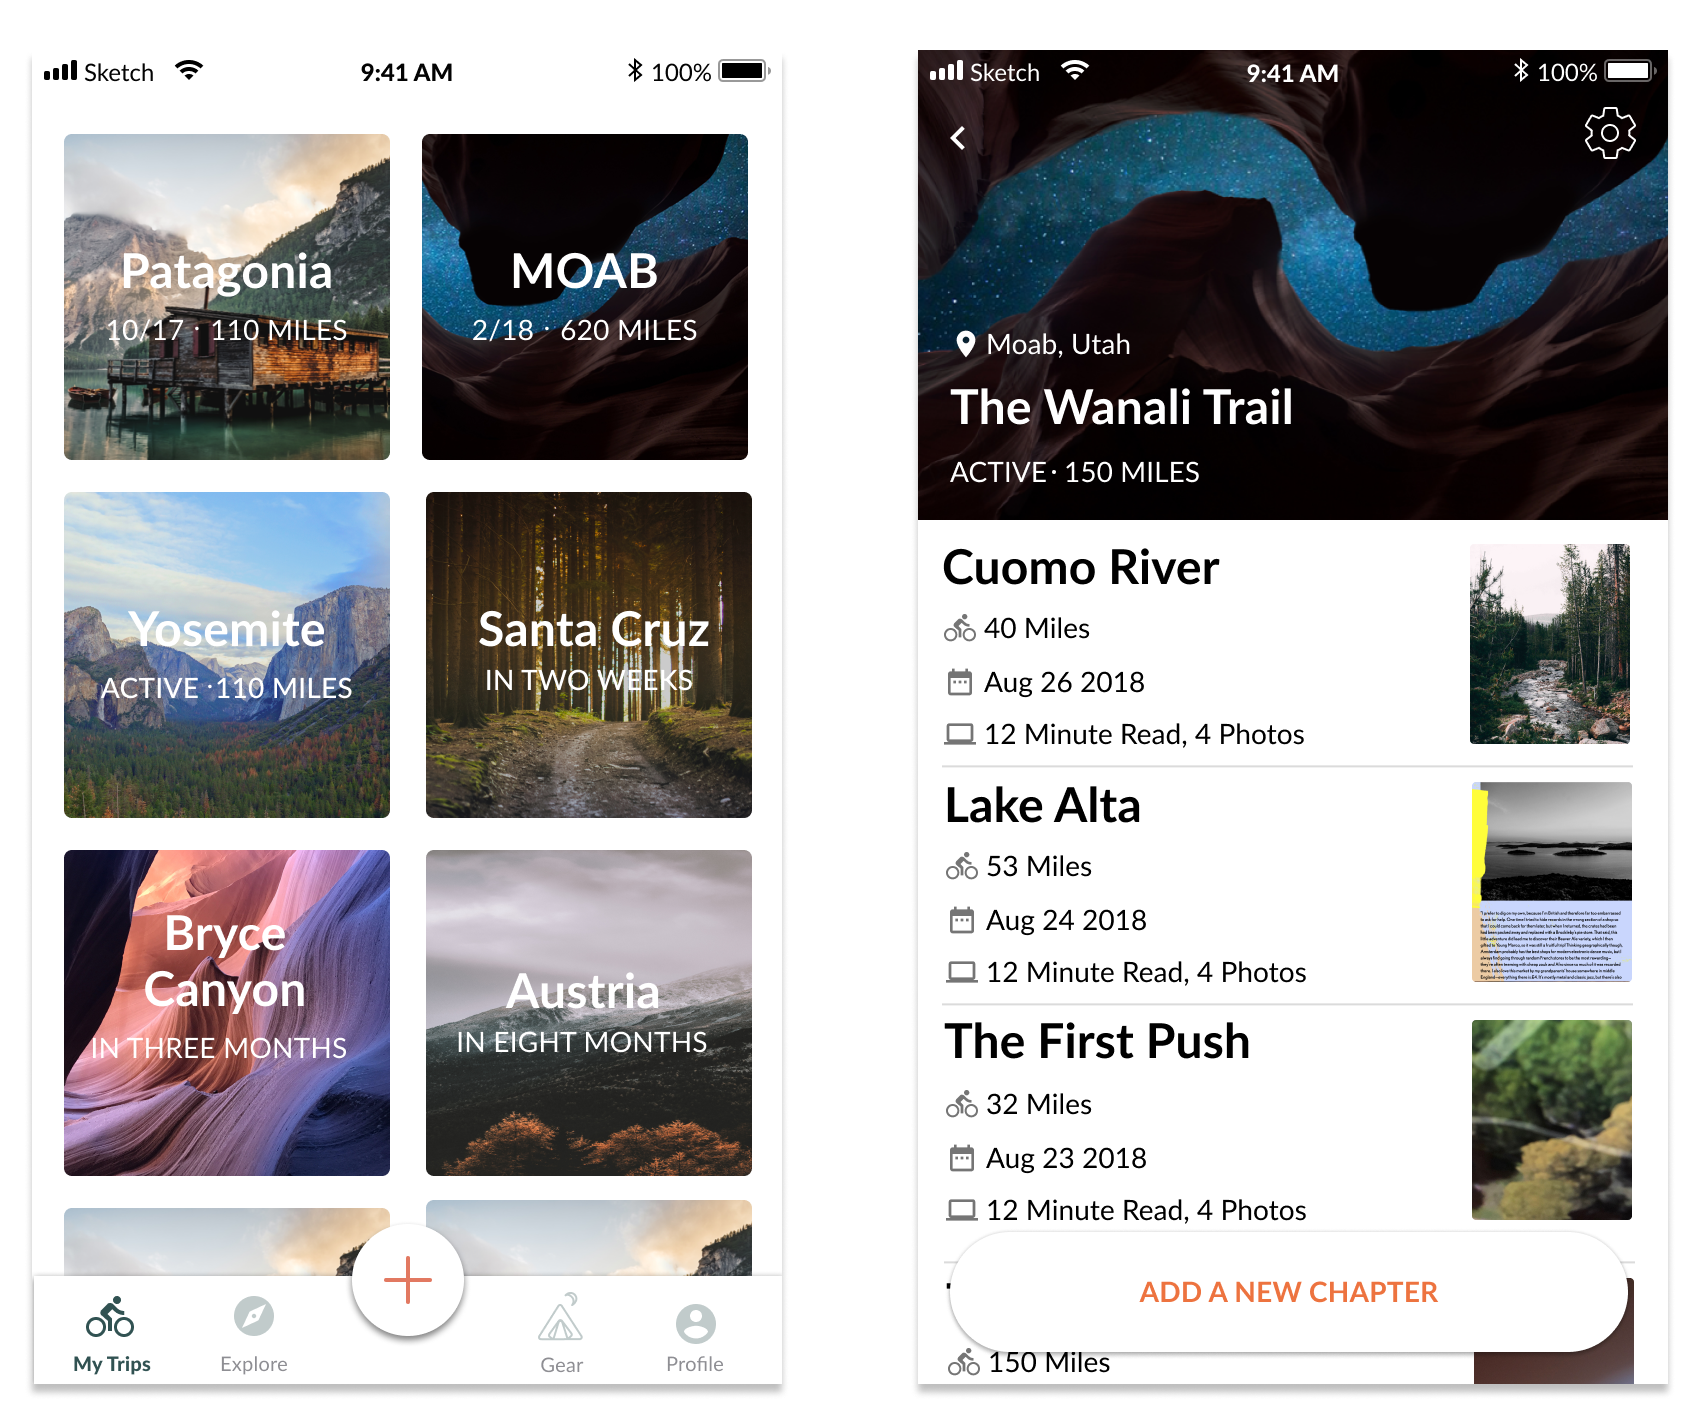 Sketch 9:41 AM 100%
Patagonia
10/17 · 110 MILES
MOAB
2/18 · 620 MILES
Yosemite
ACTIVE · 110 MILES
Santa Cruz
IN TWO WEEKS
Bryce
Canyon
IN THREE MONTHS
Austria
IN EIGHT MONTHS
My Trips
Explore
Gear
Profile
Sketch 9:41 AM 100%
Moab, Utah
The Wanali Trail
ACTIVE · 150 MILES
Cuomo River
40 Miles
Aug 26 2018
12 Minute Read, 4 Photos
Lake Alta
53 Miles
Aug 24 2018
12 Minute Read, 4 Photos
The First Push
32 Miles
Aug 23 2018
12 Minute Read, 4 Photos
ADD A NEW CHAPTER
150 Miles